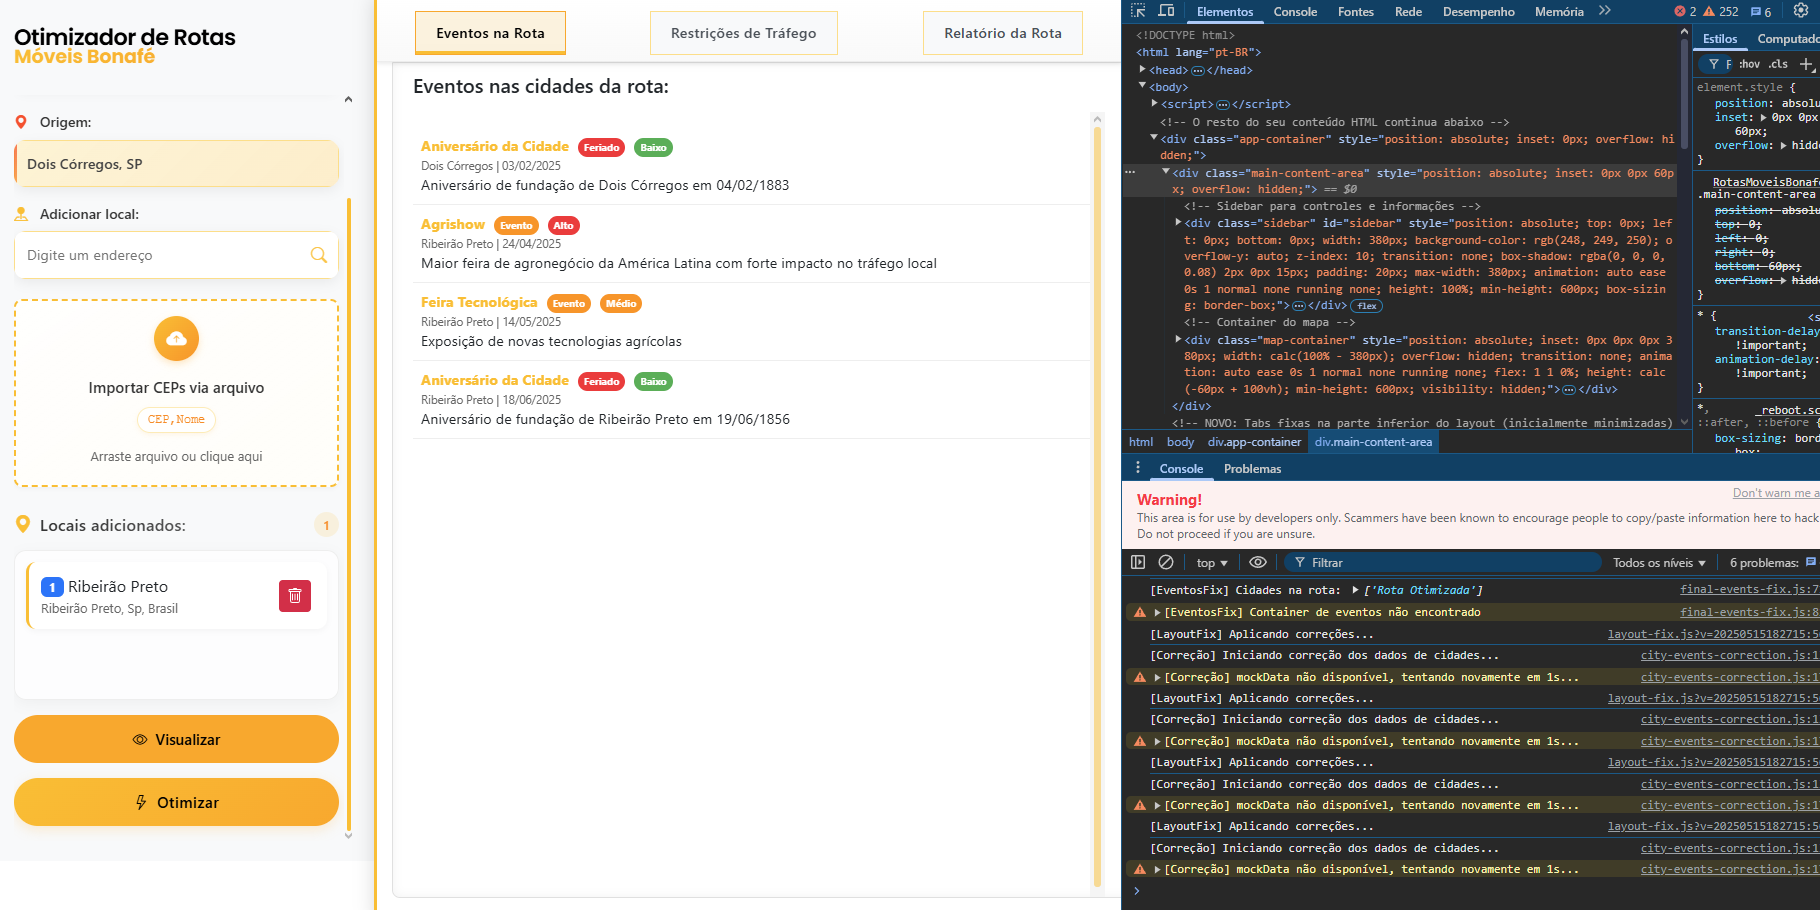 Otimizador de Rotas
Móveis Bonafé
Origem:
Dois Córregos, SP
Adicionar local:
Digite um endereço
Importar CEPs via arquivo
CEP,Nome
Arraste arquivo ou clique aqui
Locais adicionados:
1
1 Ribeirão Preto
Ribeirão Preto, Sp, Brasil
Visualizar
Otimizar
Eventos na Rota
Restrições de Tráfego
Relatório da Rota
Eventos nas cidades da rota:
Aniversário da Cidade Feriado Baixo
Dois Córregos | 03/02/2025
Aniversário de fundação de Dois Córregos em 04/02/1883
Agrishow Evento Alto
Ribeirão Preto | 24/04/2025
Maior feira de agronegócio da América Latina com forte impacto no tráfego local
Feira Tecnológica Evento Médio
Ribeirão Preto | 14/05/2025
Exposição de novas tecnologias agrícolas
Aniversário da Cidade Feriado Baixo
Ribeirão Preto | 18/06/2025
Aniversário de fundação de Ribeirão Preto em 19/06/1856
Elementos Console Fontes Rede Desempenho Memória 2 252 6
<!DOCTYPE html>
<html lang="pt-BR">
<head> </head>
<body>
<script> </script>
<!-- O resto do seu conteúdo HTML continua abaixo -->
<div class="app-container" style="position: absolute; inset: 0px; overflow: hi
dden;">
<div class="main-content-area" style="position: absolute; inset: 0px 0px 60p
x; overflow: hidden;"> == $0
<!-- Sidebar para controles e informações -->
<div class="sidebar" id="sidebar" style="position: absolute; top: 0px; lef
t: 0px; bottom: 0px; width: 380px; background-color: rgb(248, 249, 250); o
verflow-y: auto; z-index: 10; transition: none; box-shadow: rgba(0, 0, 0,
0.08) 2px 0px 15px; padding: 20px; max-width: 380px; animation: auto ease
0s 1 normal none running none; height: 100%; min-height: 600px; box-sizin
g: border-box;"> </div> flex
<!-- Container do mapa -->
<div class="map-container" style="position: absolute; inset: 0px 0px 0px 3
80px; width: calc(100% - 380px); overflow: hidden; transition: none; anima
tion: auto ease 0s 1 normal none running none; flex: 1 1 0%; height: calc
(-60px + 100vh); min-height: 600px; visibility: hidden;"> </div>
</div>
<!-- NOVO: Tabs fixas na parte inferior do layout (inicialmente minimizadas)
html body div.app-container div.main-content-area
Estilos Computado
F :hov .cls
element.style {
position: absolu
inset: 0px 0px
60px;
overflow: hidde
}
RotasMoveisBonafe
.main-content-area
position: absolu
top: 0;
left: 0;
right: 0;
bottom: 60px;
overflow: hidde
}
* { <s
transition-delay
!important;
animation-delay:
!important;
}
*, _reboot.sc
::after, ::before {
box-sizing: bord
box;
Console Problemas
Warning! Don't warn me a
This area is for use by developers only. Scammers have been known to encourage people to copy/paste information here to hack
Do not proceed if you are unsure.
top Filtrar Todos os níveis 6 problemas:
[EventosFix] Cidades na rota: ['Rota Otimizada'] final-events-fix.js:7
[EventosFix] Container de eventos não encontrado final-events-fix.js:8
[LayoutFix] Aplicando correções... layout-fix.js?v=20250515182715:5
[Correção] Iniciando correção dos dados de cidades... city-events-correction.js:1
[Correção] mockData não disponível, tentando novamente em 1s... city-events-correction.js:1
[LayoutFix] Aplicando correções... layout-fix.js?v=20250515182715:5
[Correção] Iniciando correção dos dados de cidades... city-events-correction.js:1
[Correção] mockData não disponível, tentando novamente em 1s... city-events-correction.js:1
[LayoutFix] Aplicando correções... layout-fix.js?v=20250515182715:5
[Correção] Iniciando correção dos dados de cidades... city-events-correction.js:1
[Correção] mockData não disponível, tentando novamente em 1s... city-events-correction.js:1
[LayoutFix] Aplicando correções... layout-fix.js?v=20250515182715:5
[Correção] Iniciando correção dos dados de cidades... city-events-correction.js:1
[Correção] mockData não disponível, tentando novamente em 1s... city-events-correction.js:1